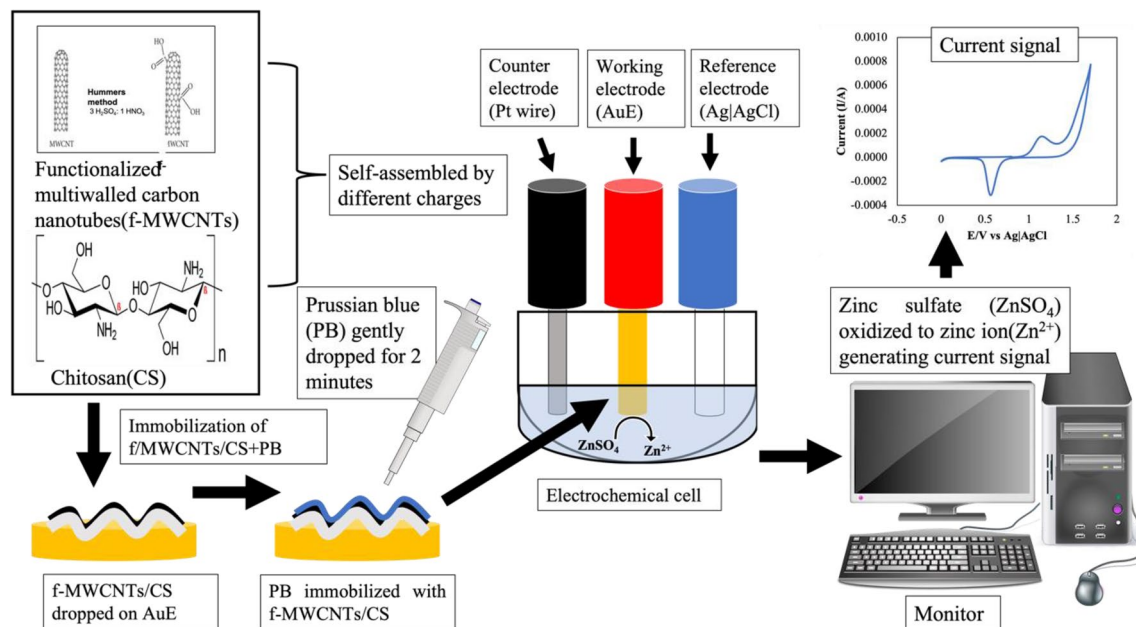 HO
O
O
OH
Hummers
method
3 H₂SO₄: 1 HNO₃
MWCNT
fWCNT
Functionalized
multiwalled carbon
nanotubes(f-MWCNTs)
OH
O
HO
NH₂
ß
O
NH₂
HO
ß
O
OH
n
Chitosan(CS)
Self-assembled by
different charges
Immobilization of
f/MWCNTs/CS+PB
f-MWCNTs/CS
dropped on AuE
Prussian blue
(PB) gently
dropped for 2
minutes
PB immobilized with
f-MWCNTs/CS
Counter
electrode
(Pt wire)
Working
electrode
(AuE)
Reference
electrode
(Ag|AgCl)
ZnSO₄
Zn²⁺
Electrochemical cell
Current signal
Current (I/A)
0.0010
0.0008
0.0006
0.0004
0.0002
0.0000
-0.0002
-0.0004
-0.5
0
0.5
1
1.5
2
E/V vs Ag|AgCl
Zinc sulfate (ZnSO₄)
oxidized to zinc ion(Zn²⁺)
generating current signal
Monitor